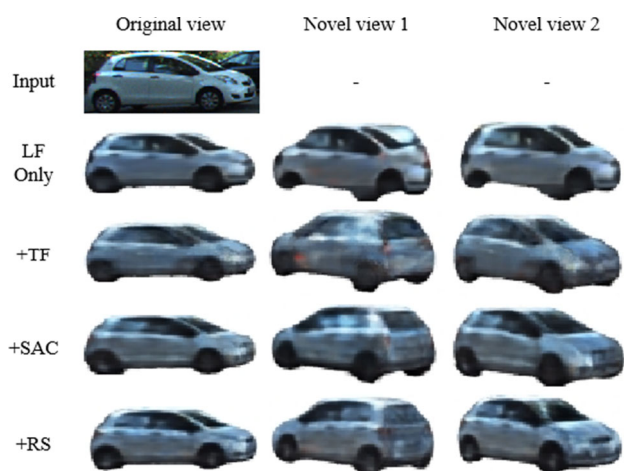 Original view Novel view 1 Novel view 2
Input - -
LF
Only
+TF
+SAC
+RS